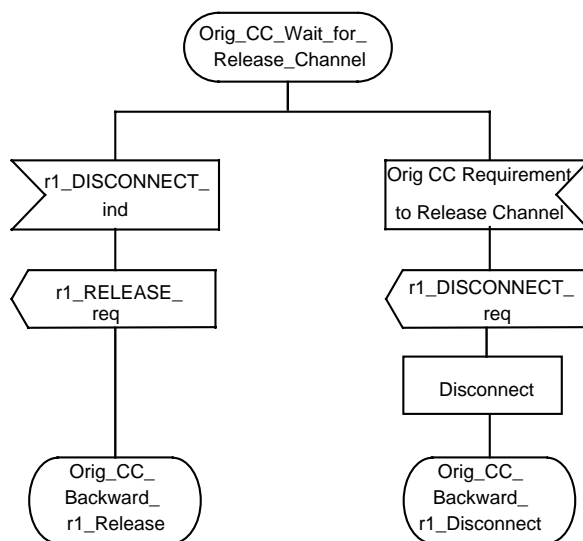 Orig_CC_Wait_for_
Release_Channel
r1_DISCONNECT_
ind
Orig CC Requirement
to Release Channel
r1_RELEASE_
req
r1_DISCONNECT_
req
Disconnect
Orig_CC_
Backward_
r1_Release
Orig_CC_
Backward_
r1_Disconnect